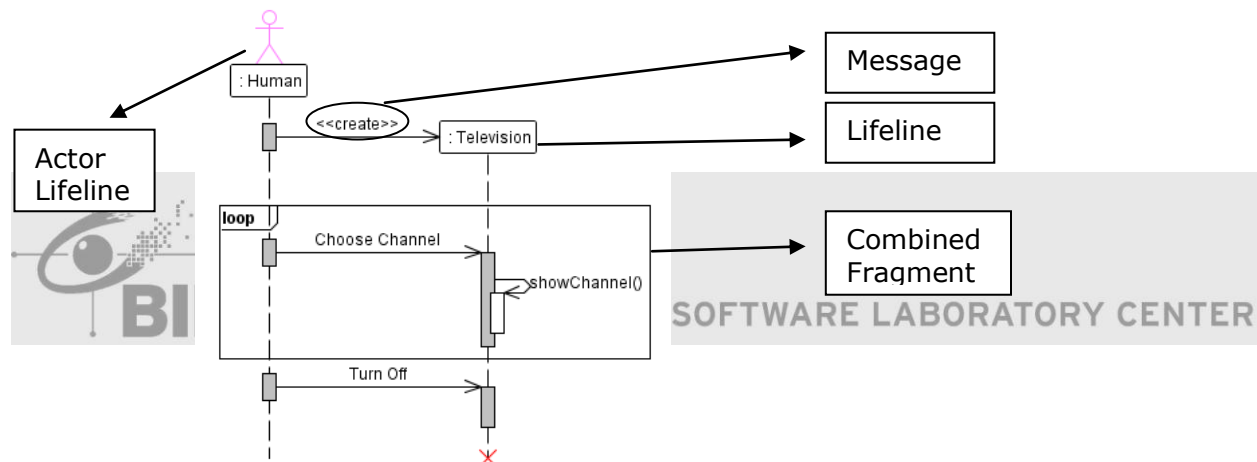 : Human
Message
<<create>>
: Television
Lifeline
Actor
Lifeline
loop
Choose Channel
Combined
Fragment
showChannel()
BI
SOFTWARE LABORATORY CENTER
Turn Off